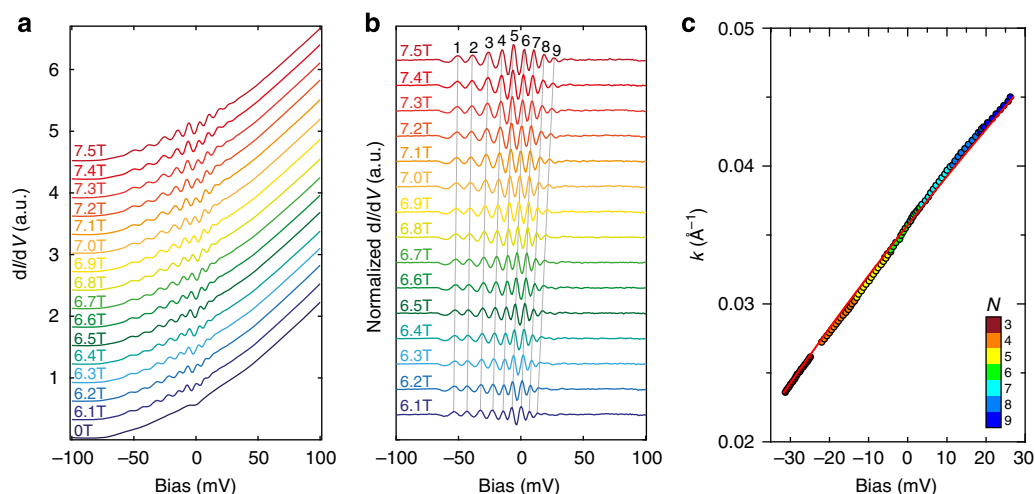 a
dI/dV (a.u.)
6
5
4
3
2
1
7.5T
7.4T
7.3T
7.2T
7.1T
7.0T
6.9T
6.8T
6.7T
6.6T
6.5T
6.4T
6.3T
6.2T
6.1T
0T
−100 −50 0 50 100
Bias (mV)
b
Normalized dI/dV (a.u.)
1 2 3 4 5 6 7 8 9
7.5T
7.4T
7.3T
7.2T
7.1T
7.0T
6.9T
6.8T
6.7T
6.6T
6.5T
6.4T
6.3T
6.2T
6.1T
−100 −50 0 50 100
Bias (mV)
c
k (Å⁻¹)
0.05
0.04
0.03
0.02
N
3
4
5
6
7
8
9
−30 −20 −10 0 10 20 30
Bias (mV)